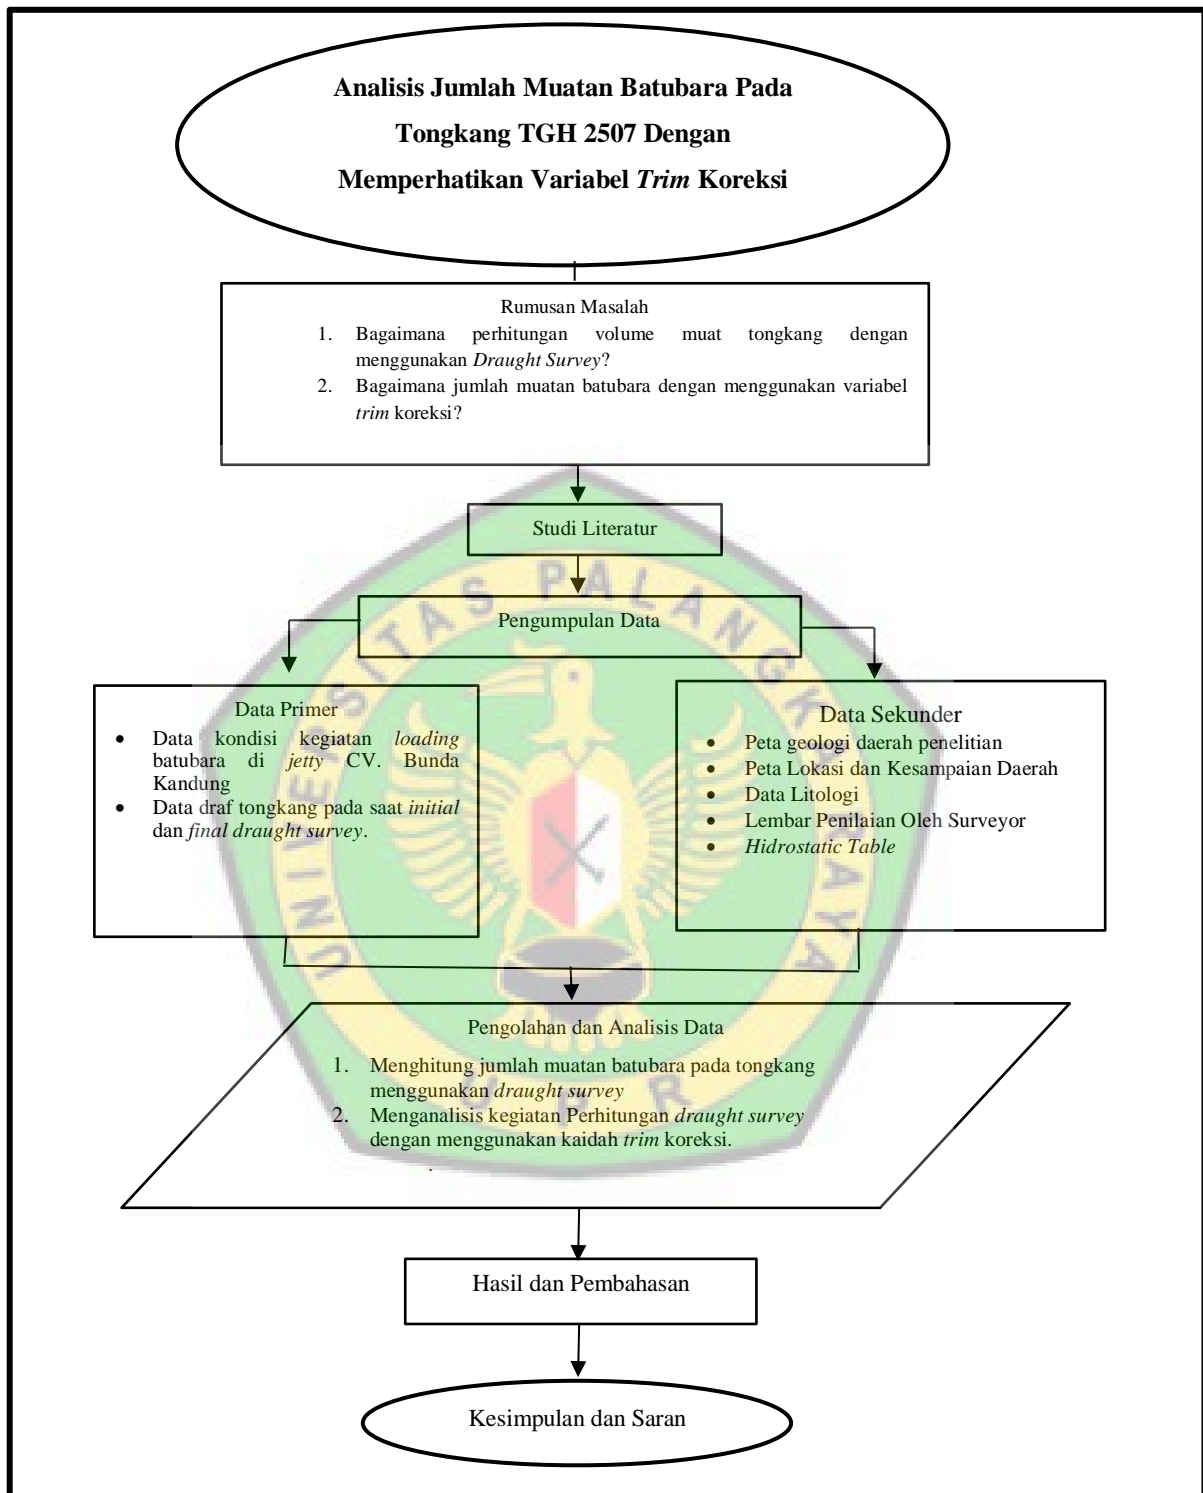 Analisis Jumlah Muatan Batubara Pada
Tongkang TGH 2507 Dengan
Memperhatikan Variabel Trim Koreksi
Rumusan Masalah
1. Bagaimana perhitungan volume muat tongkang dengan
menggunakan Draught Survey?
2. Bagaimana jumlah muatan batubara dengan menggunakan variabel
trim koreksi?
Studi Literatur
Pengumpulan Data
Data Primer
• Data kondisi kegiatan loading
batubara di jetty CV. Bunda
Kandung
• Data draf tongkang pada saat initial
dan final draught survey.
Data Sekunder
• Peta geologi daerah penelitian
• Peta Lokasi dan Kesampaian Daerah
• Data Litologi
• Lembar Penilaian Oleh Surveyor
• Hidrostatic Table
Pengolahan dan Analisis Data
1. Menghitung jumlah muatan batubara pada tongkang
menggunakan draught survey
2. Menganalisis kegiatan Perhitungan draught survey
dengan menggunakan kaidah trim koreksi.
.
Hasil dan Pembahasan
Kesimpulan dan Saran
UNIVERSITAS PALANGKA RAYA
UPR